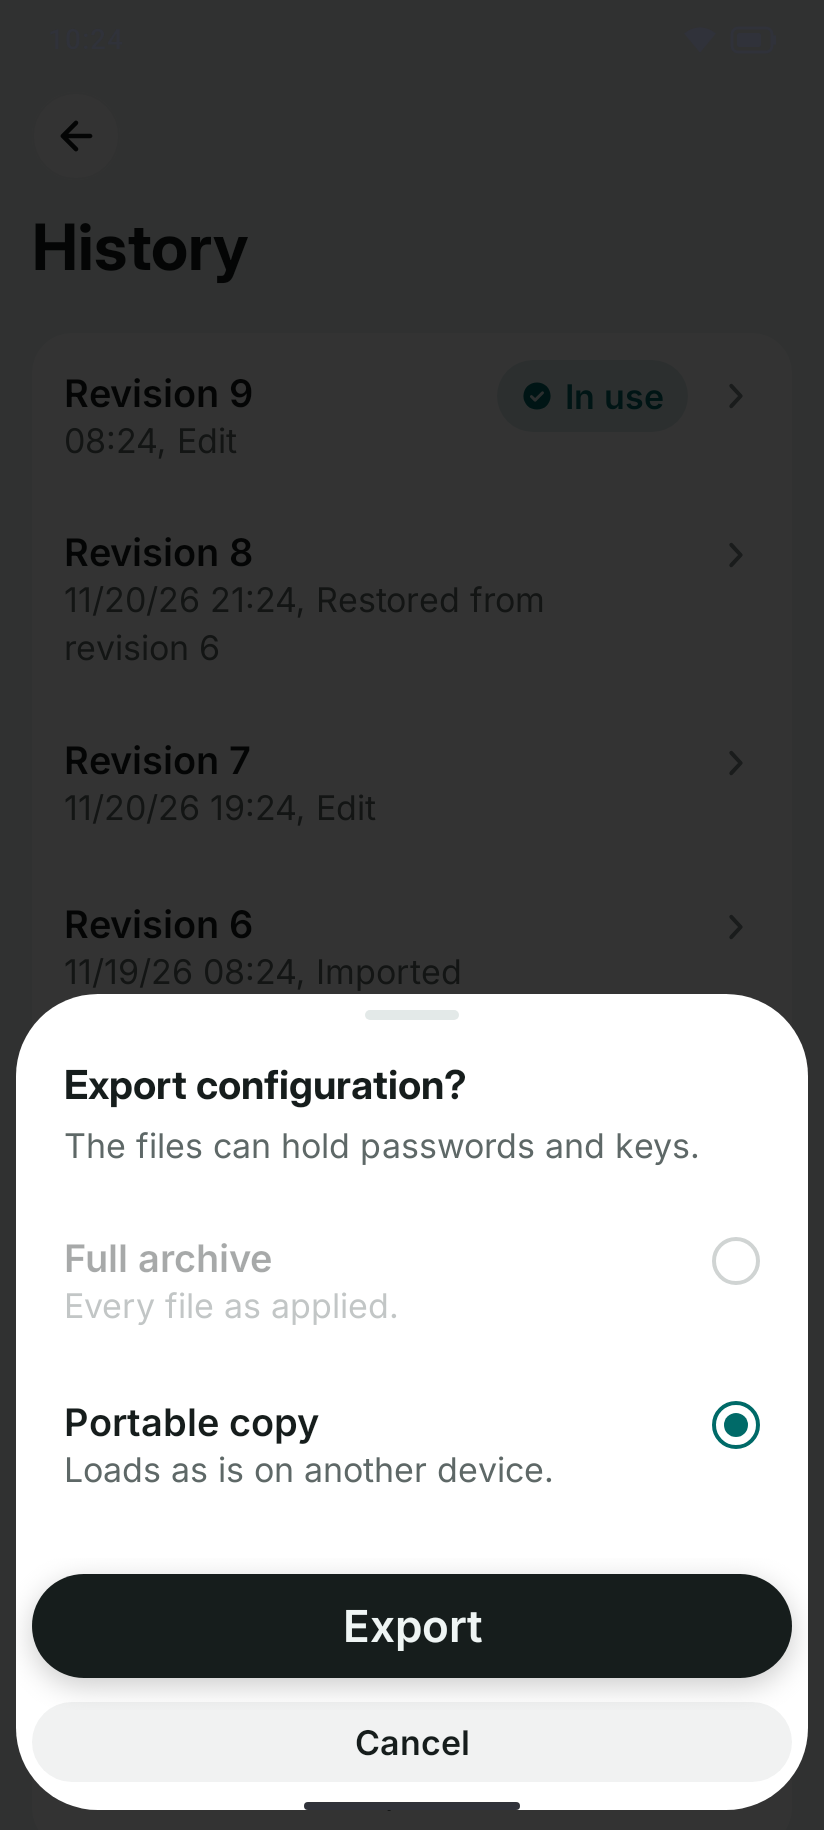 History
Revision 9
In use
08:24, Edit
Revision 8
11/20/26 21:24, Restored from
revision 6
Revision 7
11/20/26 19:24, Edit
Revision 6
11/19/26 08:24, Imported
Export configuration?
The files can hold passwords and keys.
Full archive
Every file as applied.
Portable copy
Loads as is on another device.
Export
Cancel